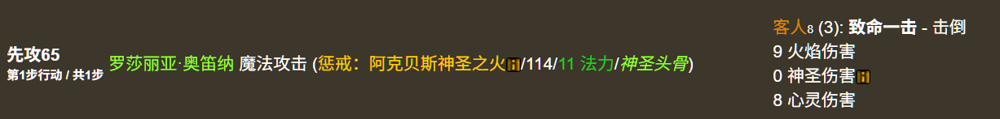 先攻65
第1步行动 / 共1步
罗莎丽亚·奥笛纳 魔法攻击 (惩戒：阿克贝斯神圣之火i/114/11 法力/神圣头骨)
客人8 (3): 致命一击 - 击倒
9 火焰伤害
0 神圣伤害i
8 心灵伤害